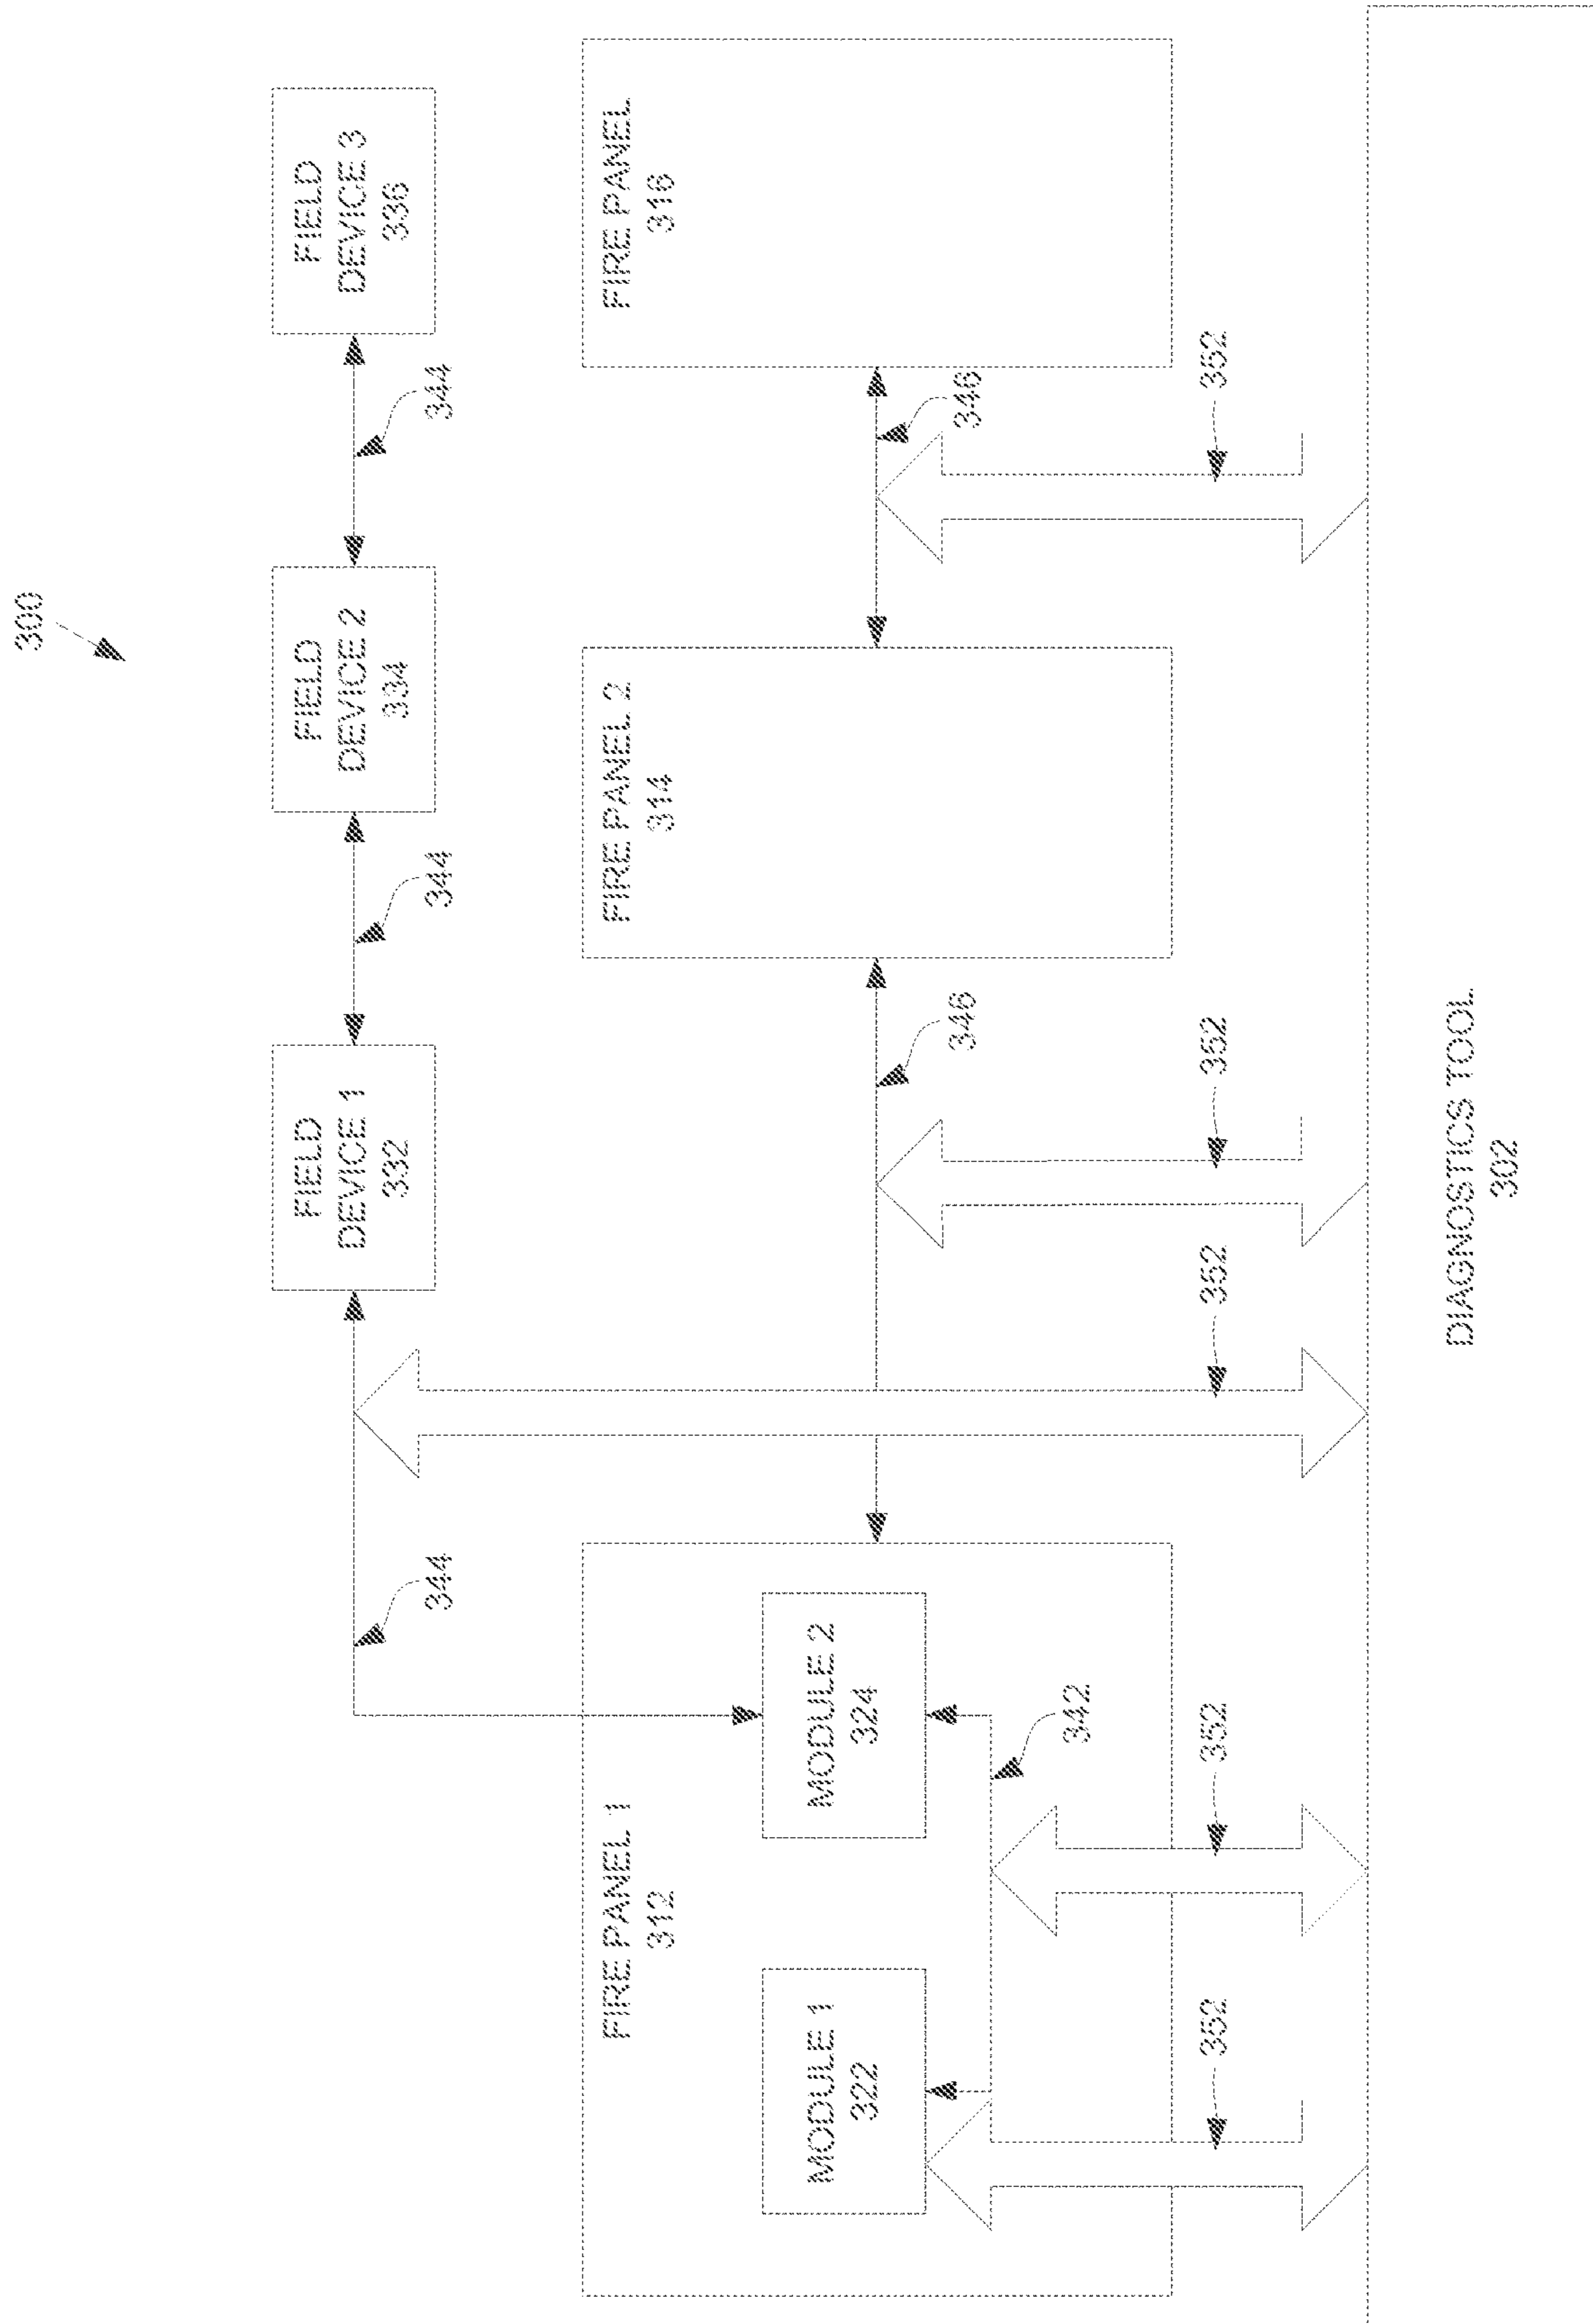 300
FIELD
DEVICE 1
332
FIELD
DEVICE 2
334
FIELD
DEVICE 3
336
344
344
344
FIRE PANEL 1
312
FIRE PANEL 2
314
FIRE PANEL
316
MODULE 1
322
MODULE 2
324
346
346
342
352
352
352
352
352
DIAGNOSTICS TOOL
302